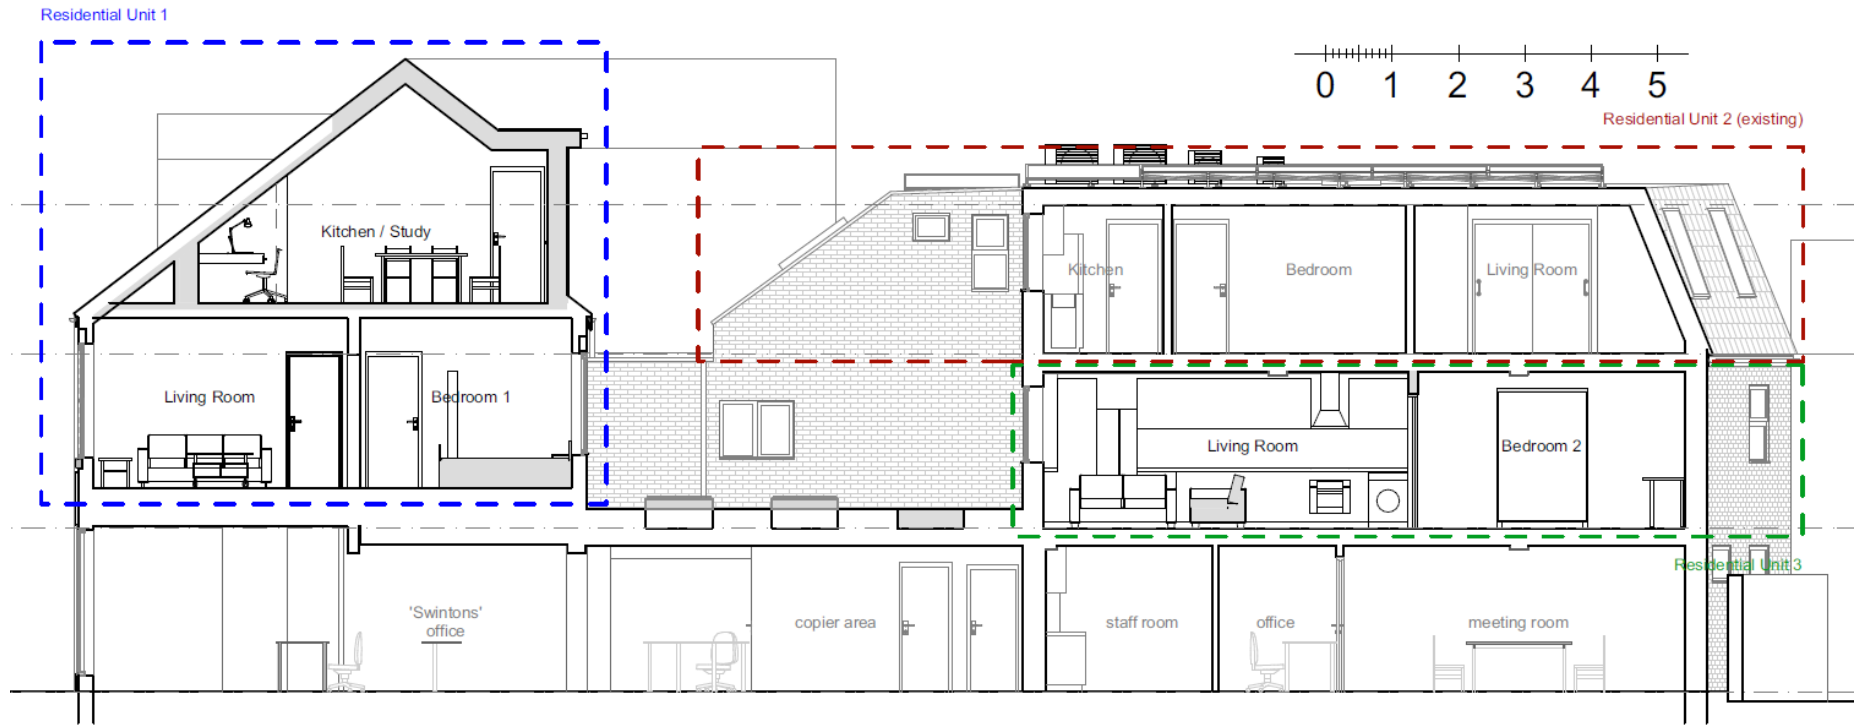 Residential Unit 1
0 1 2 3 4 5
Residential Unit 2 (existing)
Kitchen / Study
Kitchen
Bedroom
Living Room
Living Room
Bedroom 1
Living Room
Bedroom 2
Residential Unit 3
'Swintons'
office
copier area
staff room
office
meeting room